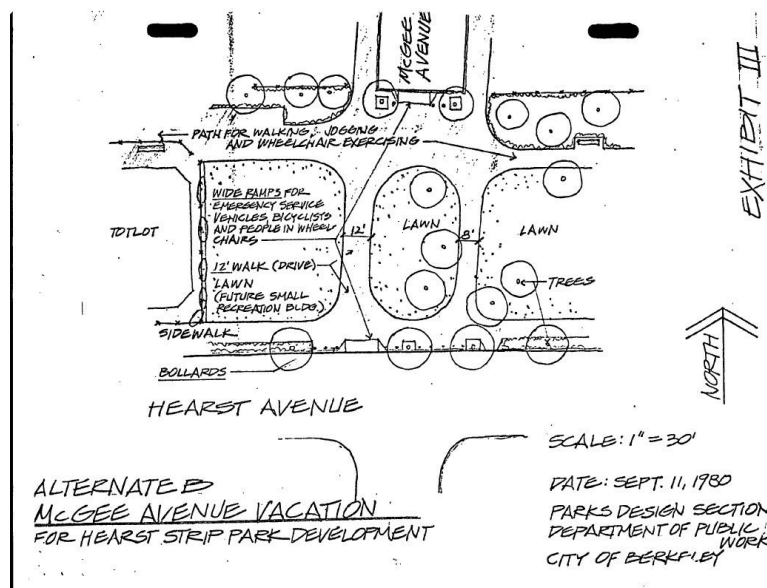 McGEE
AVENUE
EXHIBIT III
PATH FOR WALKING, JOGGING
AND WHEELCHAIR EXERCISING
WIDE RAMPS FOR
EMERGENCY SERVICE
VEHICLES, BICYCLISTS
AND PEOPLE IN WHEEL
CHAIRS
12'
LAWN
8'
LAWN
TOTLOT
12' WALK (DRIVE)
LAWN
(FUTURE SMALL
RECREATION BLDG.)
TREES
SIDEWALK
BOLLARDS
NORTH
HEARST AVENUE
SCALE: 1" = 30'
ALTERNATE B
McGEE AVENUE VACATION
FOR HEARST STRIP PARK DEVELOPMENT
DATE: SEPT. 11, 1980
PARKS DESIGN SECTION
DEPARTMENT OF PUBLIC
WORK
CITY OF BERKELEY